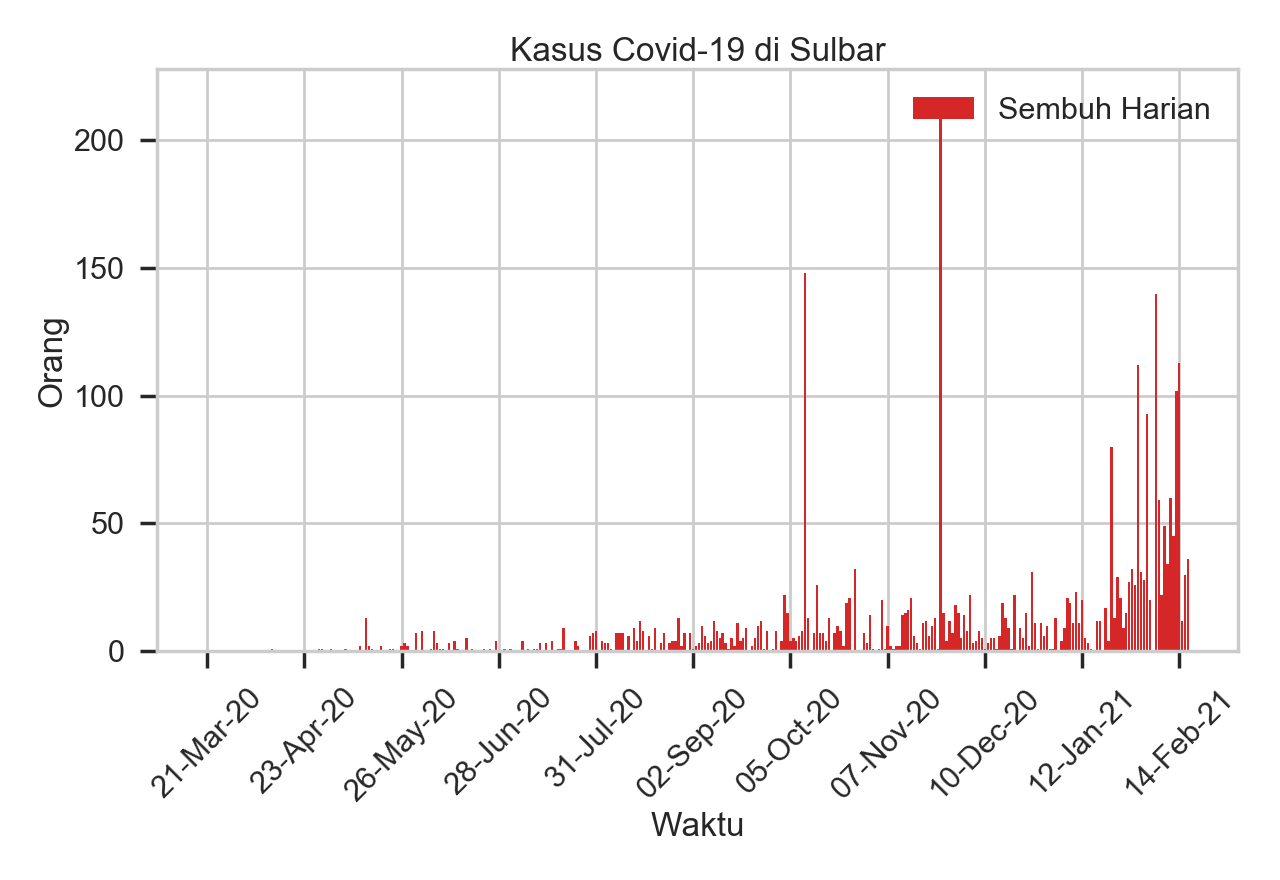 Kasus Covid-19 di Sulbar
Sembuh Harian
Orang
200
150
100
50
0
21-Mar-20
23-Apr-20
26-May-20
28-Jun-20
31-Jul-20
02-Sep-20
05-Oct-20
07-Nov-20
10-Dec-20
12-Jan-21
14-Feb-21
Waktu